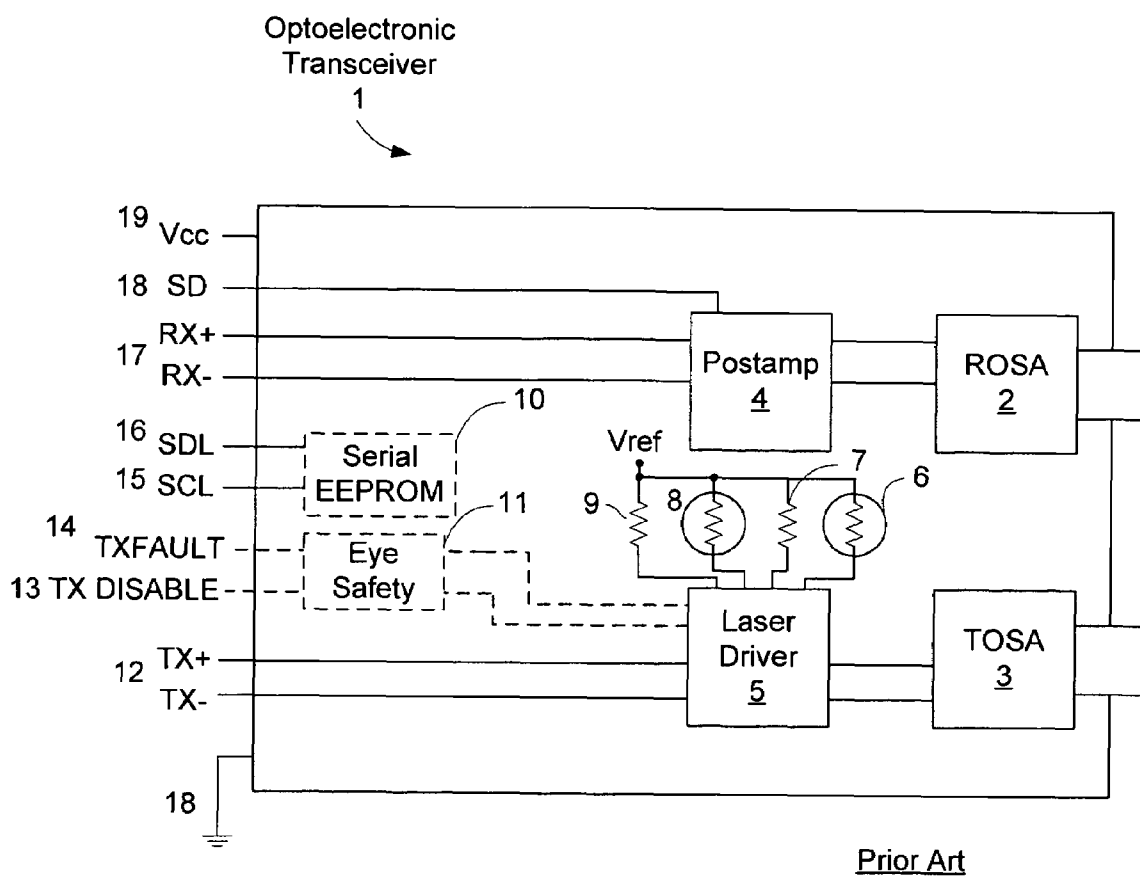 Optoelectronic
Transceiver
1
19 Vcc
18 SD
RX+
17
RX-
Postamp
4
ROSA
2
10
16 SDL
15 SCL
Serial
EEPROM
Vref
9
8
7
6
14
TXFAULT
13 TX DISABLE
11
Eye
Safety
Laser
Driver
5
TOSA
3
12 TX+
TX-
18
Prior Art